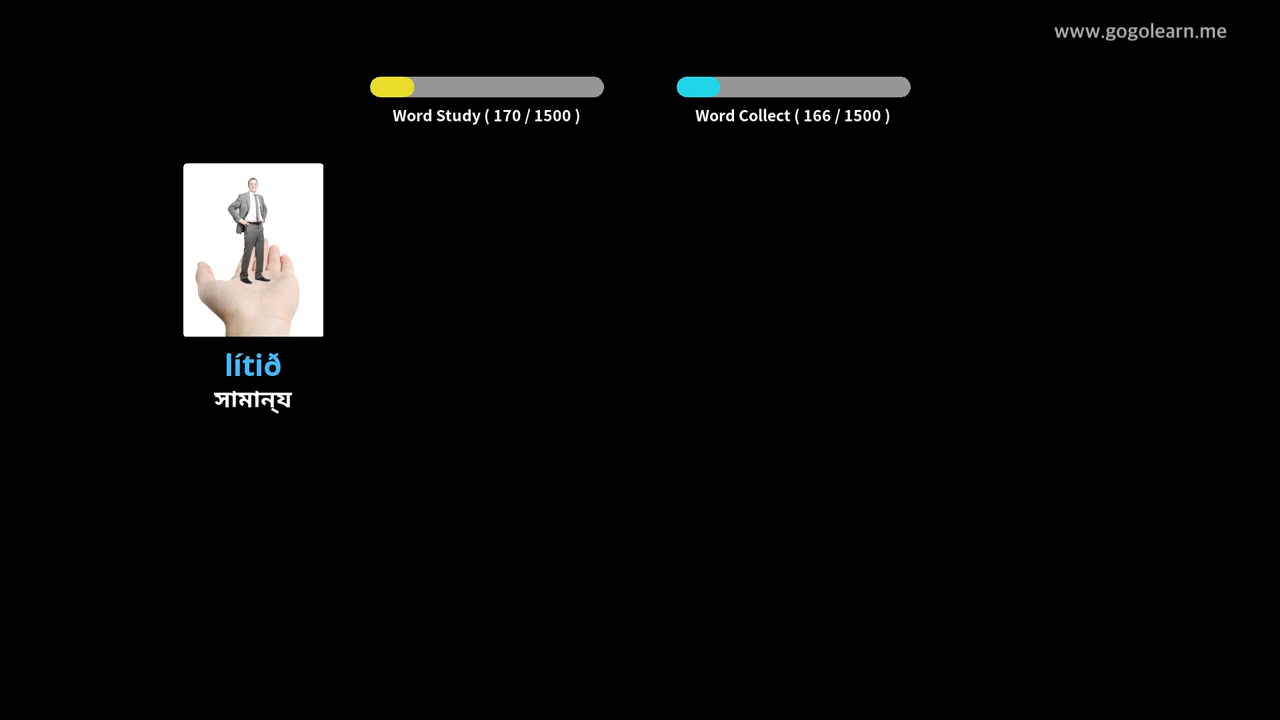 www.gogolearn.me
Word Study ( 170 / 1500 )
Word Collect ( 166 / 1500 )
lítið
সামান্য